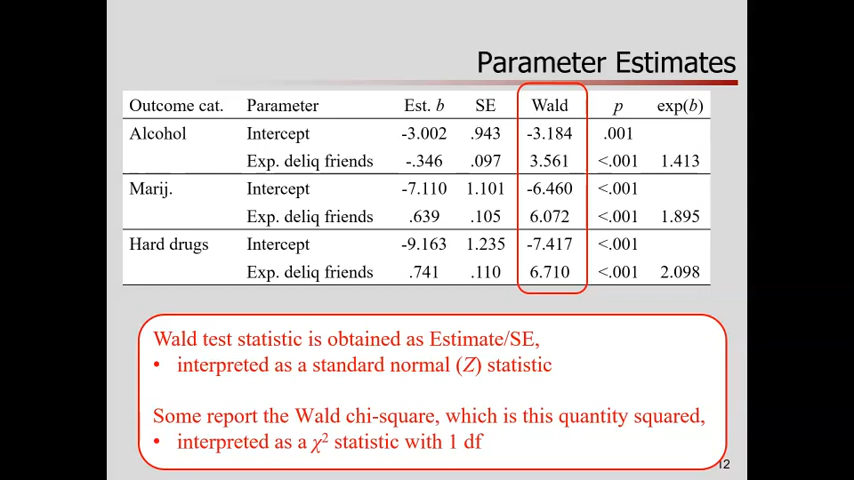 Parameter Estimates
Outcome cat. Parameter Est. b SE Wald p exp(b)
Alcohol Intercept -3.002 .943 -3.184 .001
Exp. deliq friends -.346 .097 3.561 <.001 1.413
Marij. Intercept -7.110 1.101 -6.460 <.001
Exp. deliq friends .639 .105 6.072 <.001 1.895
Hard drugs Intercept -9.163 1.235 -7.417 <.001
Exp. deliq friends .741 .110 6.710 <.001 2.098
Wald test statistic is obtained as Estimate/SE,
• interpreted as a standard normal (Z) statistic
Some report the Wald chi-square, which is this quantity squared,
• interpreted as a χ² statistic with 1 df
12